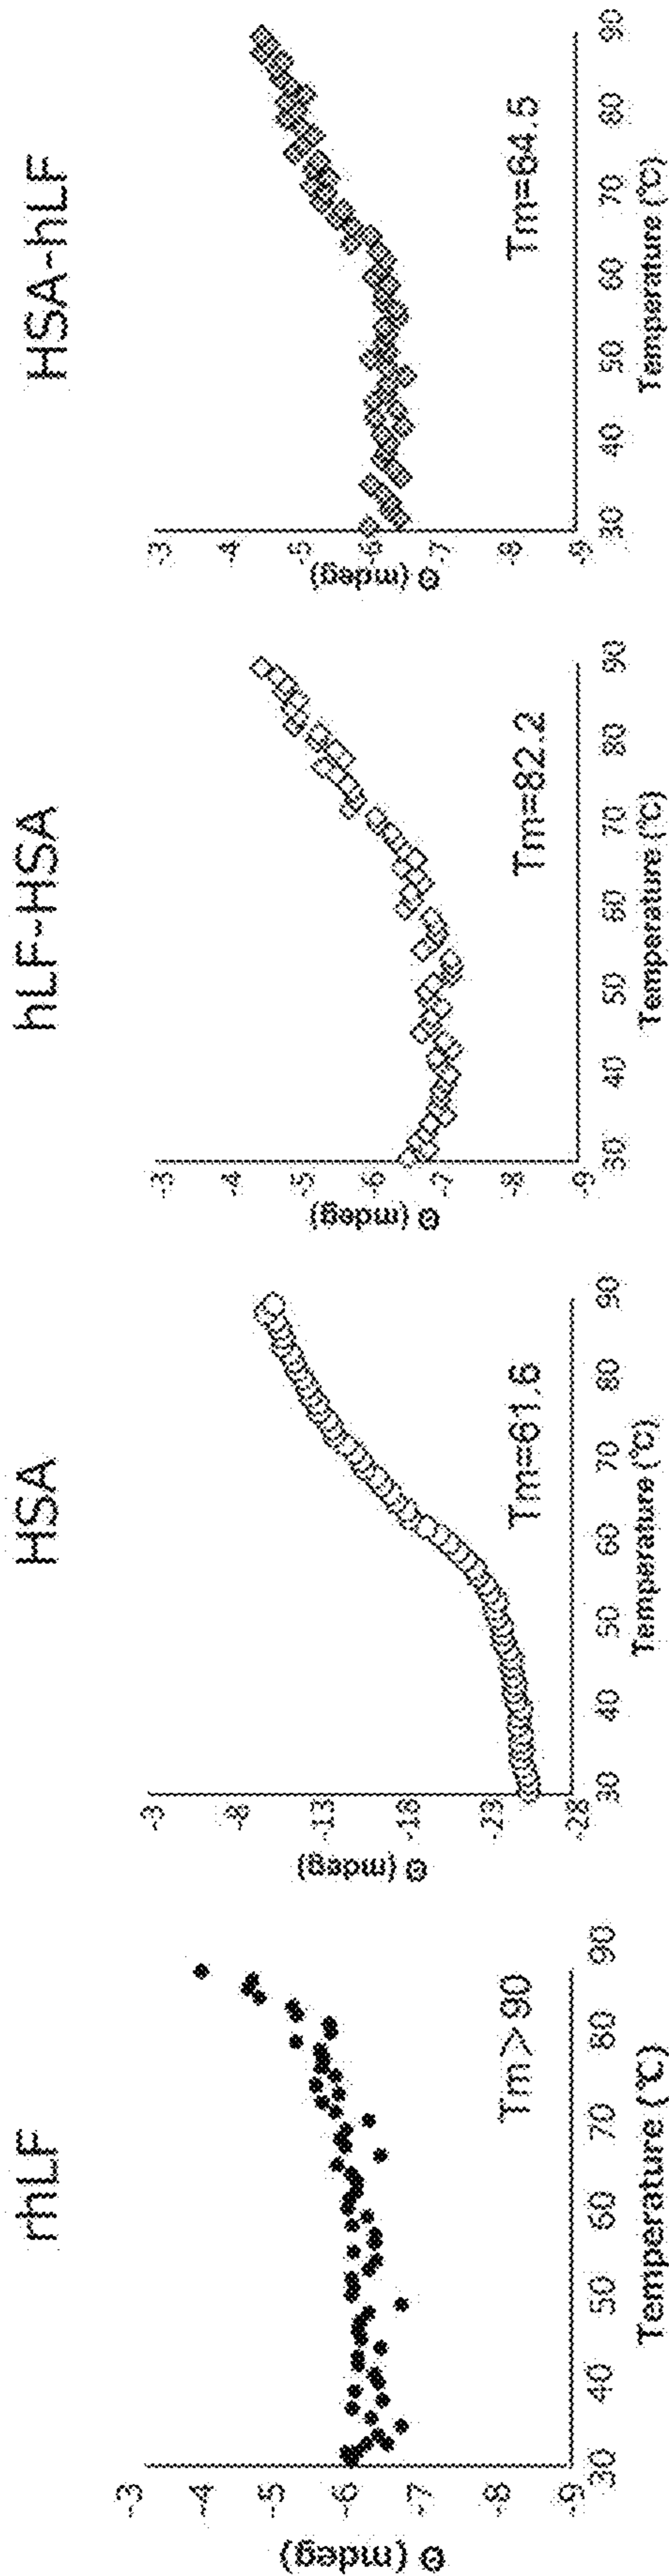 rhLF
Θ (mdeg)
-3
-4
-5
-6
-7
-8
-9
Tm>90
30 40 50 60 70 80 90
Temperature (℃)
HSA
Θ (mdeg)
-3
-8
-13
-18
-23
-28
Tm=61.6
30 40 50 60 70 80 90
Temperature (℃)
hLF-HSA
Θ (mdeg)
-3
-4
-5
-6
-7
-8
-9
Tm=82.2
30 40 50 60 70 80 90
Temperature (℃)
HSA-hLF
Θ (mdeg)
-3
-4
-5
-6
-7
-8
-9
Tm=64.5
30 40 50 60 70 80 90
Temperature (℃)